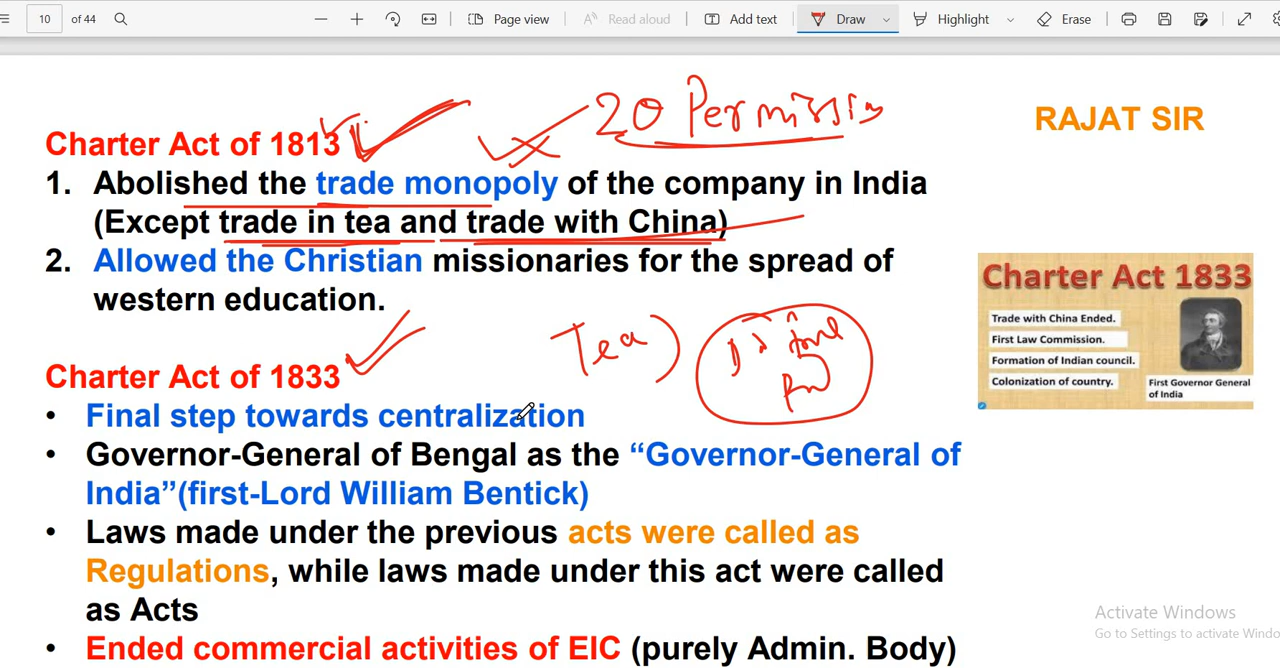 10 of 44 Page view Read aloud Add text Draw Highlight Erase
20 Permission
RAJAT SIR
Charter Act of 1813
1. Abolished the trade monopoly of the company in India
(Except trade in tea and trade with China)
2. Allowed the Christian missionaries for the spread of
western education.
Tea)
Charter Act of 1833
• Final step towards centralization
• Governor-General of Bengal as the “Governor-General of
India”(first-Lord William Bentick)
• Laws made under the previous acts were called as
Regulations, while laws made under this act were called
as Acts
• Ended commercial activities of EIC (purely Admin. Body)
Charter Act 1833
Trade with China Ended.
First Law Commission.
Formation of Indian council.
Colonization of country.
First Governor General
of India
Activate Windows
Go to Settings to activate Windo